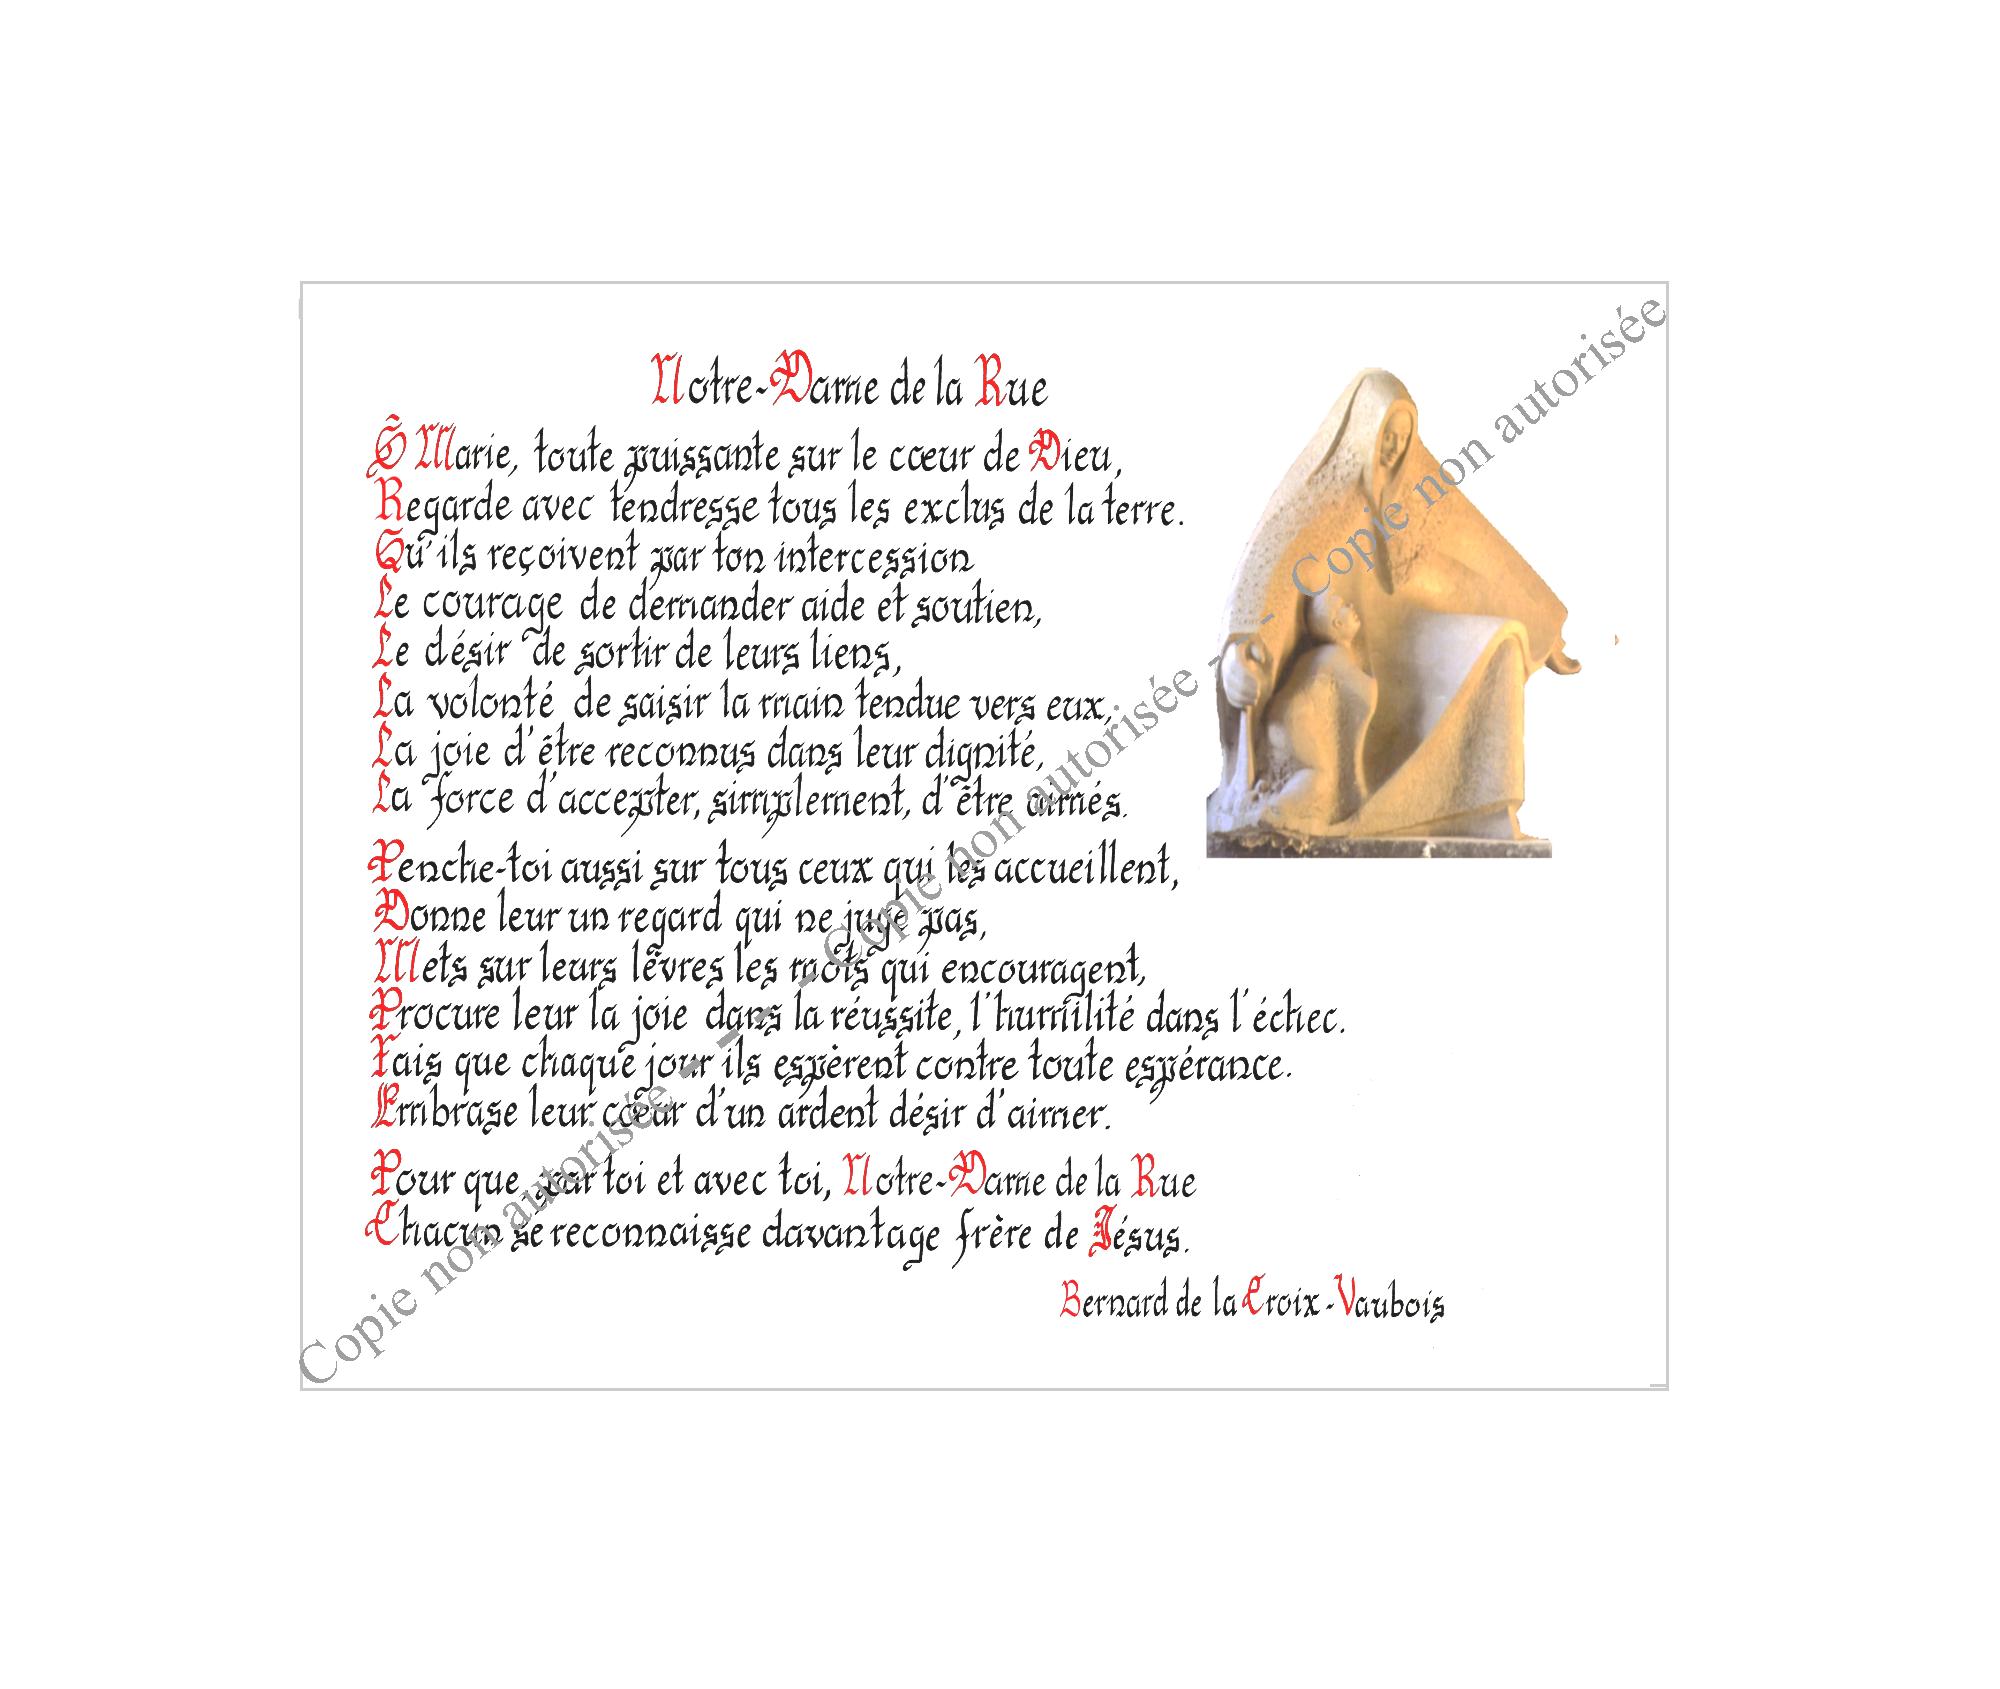 Notre-Dame de la Rue
Ô Marie, toute puissante sur le cœur de Dieu,
Regarde avec tendresse tous les exclus de la terre.
Qu'ils reçoivent par ton intercession
Le courage de demander aide et soutien,
Le désir de sortir de leurs liens,
La volonté de saisir la main tendue vers eux,
La joie d'être reconnus dans leur dignité,
La force d'accepter, simplement, d'être aimés.
Penche-toi aussi sur tous ceux qui les accueillent,
Donne leur un regard qui ne juge pas,
Mets sur leurs lèvres les mots qui encouragent,
Procure leur la joie dans la réussite, l'humilité dans l'échec.
Fais que chaque jour ils espèrent contre toute espérance.
Embrase leur cœur d'un ardent désir d'aimer.
Pour que, par toi et avec toi, Notre-Dame de la Rue
Chacun se reconnaisse davantage frère de Jésus.
Bernard de la Croix-Vaubois
Copie non autorisée - - - Copie non autorisée - - - Copie non autorisée